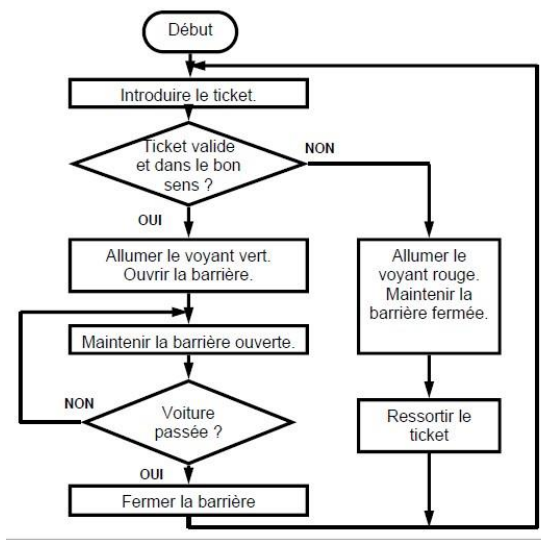 Début
Introduire le ticket.
Ticket valide
et dans le bon
sens ?
NON
OUI
Allumer le voyant vert.
Ouvrir la barrière.
Allumer le
voyant rouge.
Maintenir la
barrière fermée.
Maintenir la barrière ouverte.
NON
Voiture
passée ?
Ressortir le
ticket
OUI
Fermer la barrière